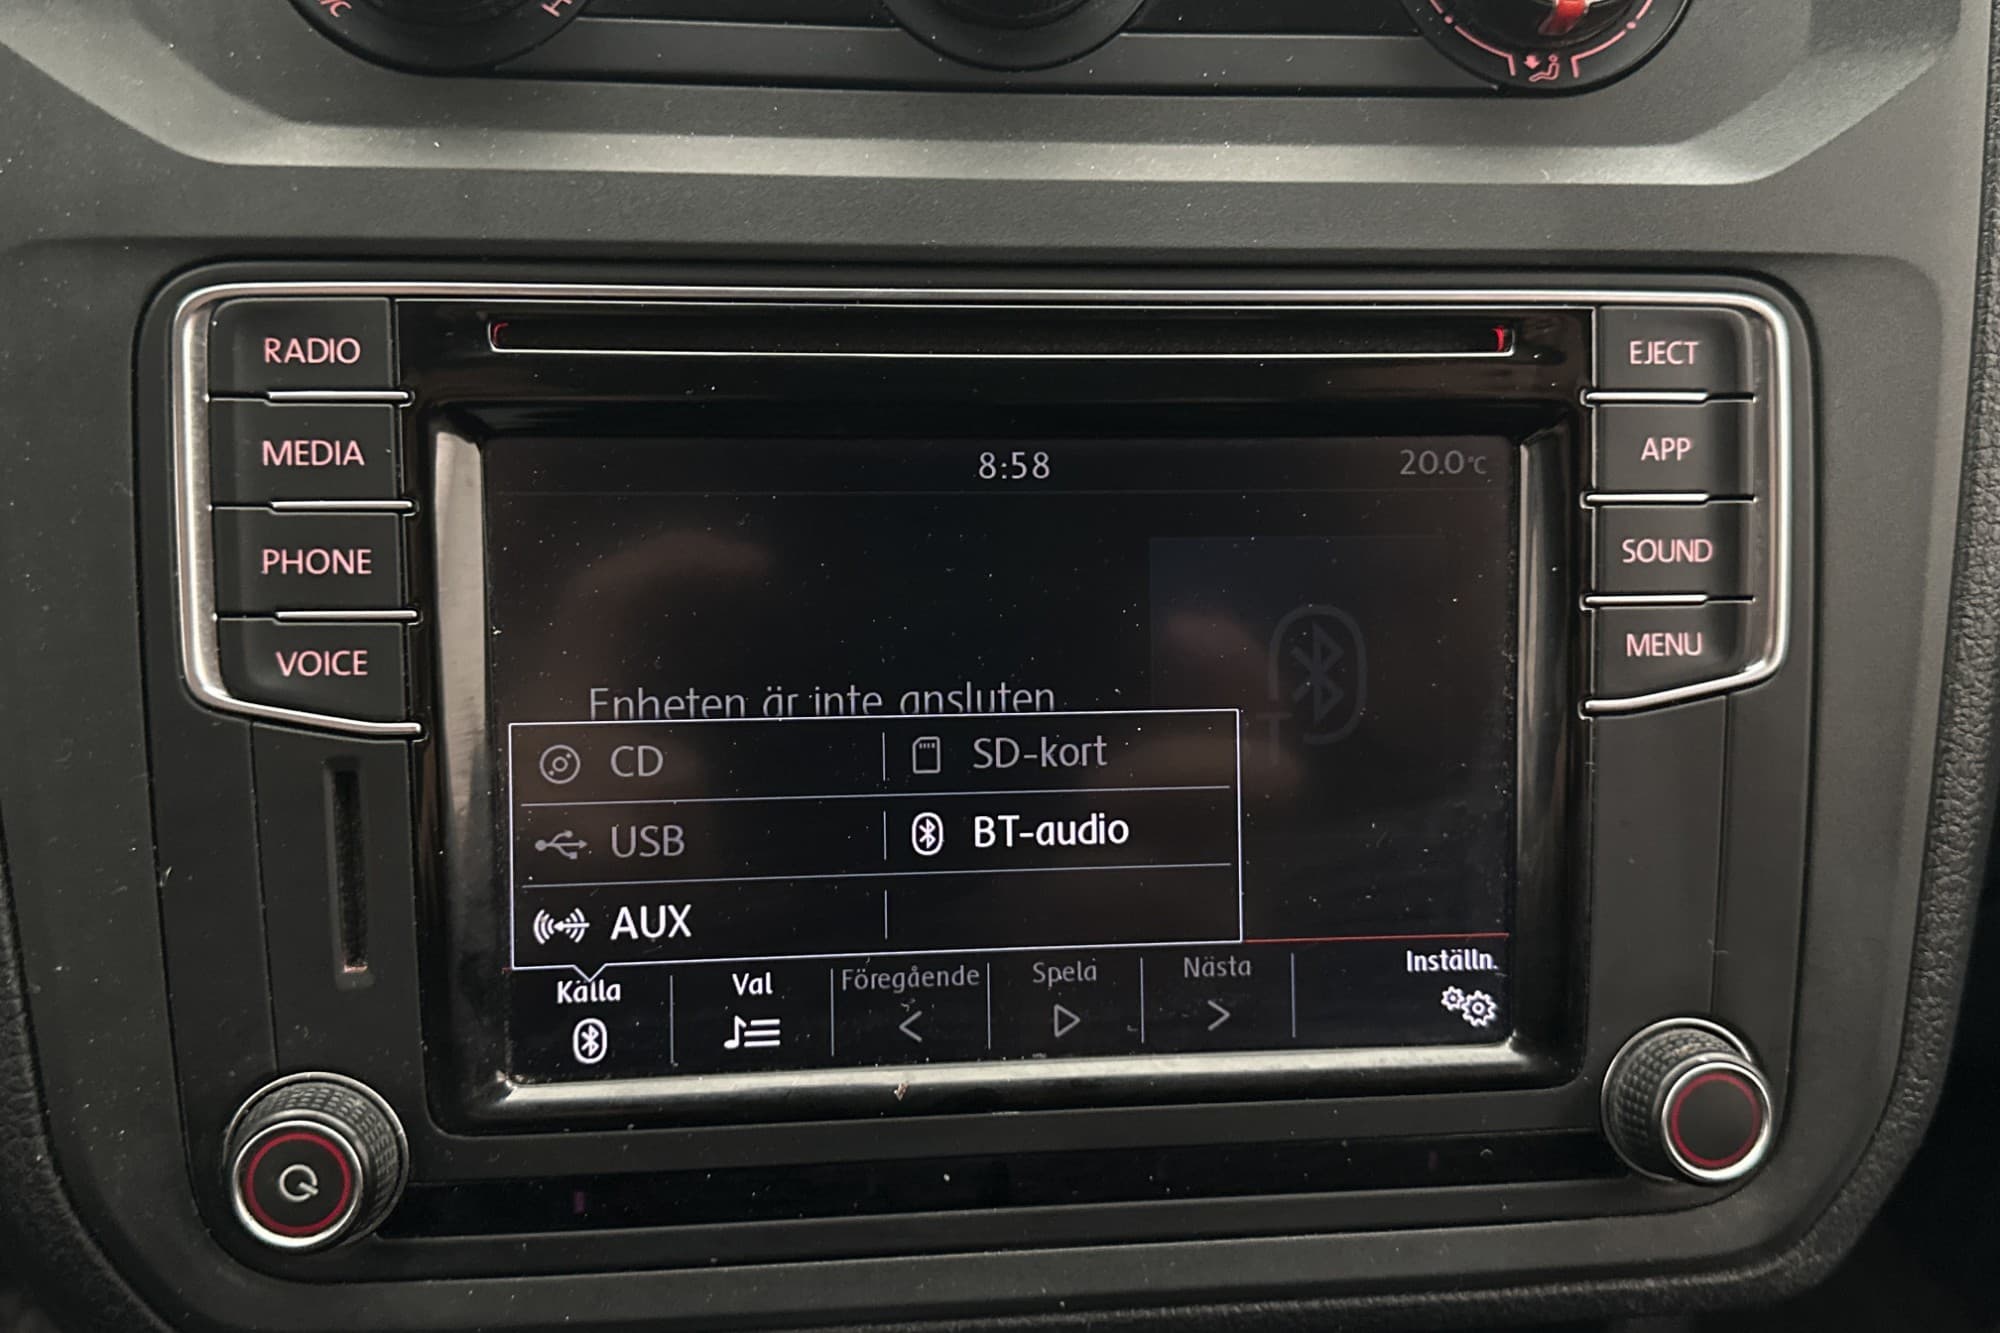 RADIO
MEDIA
PHONE
VOICE
EJECT
APP
SOUND
MENU
8:58
20.0°C
Enheten är inte ansluten
CD
SD-kort
USB
BT-audio
AUX
Källa
Val
Föregående
Spela
Nästa
Inställn.